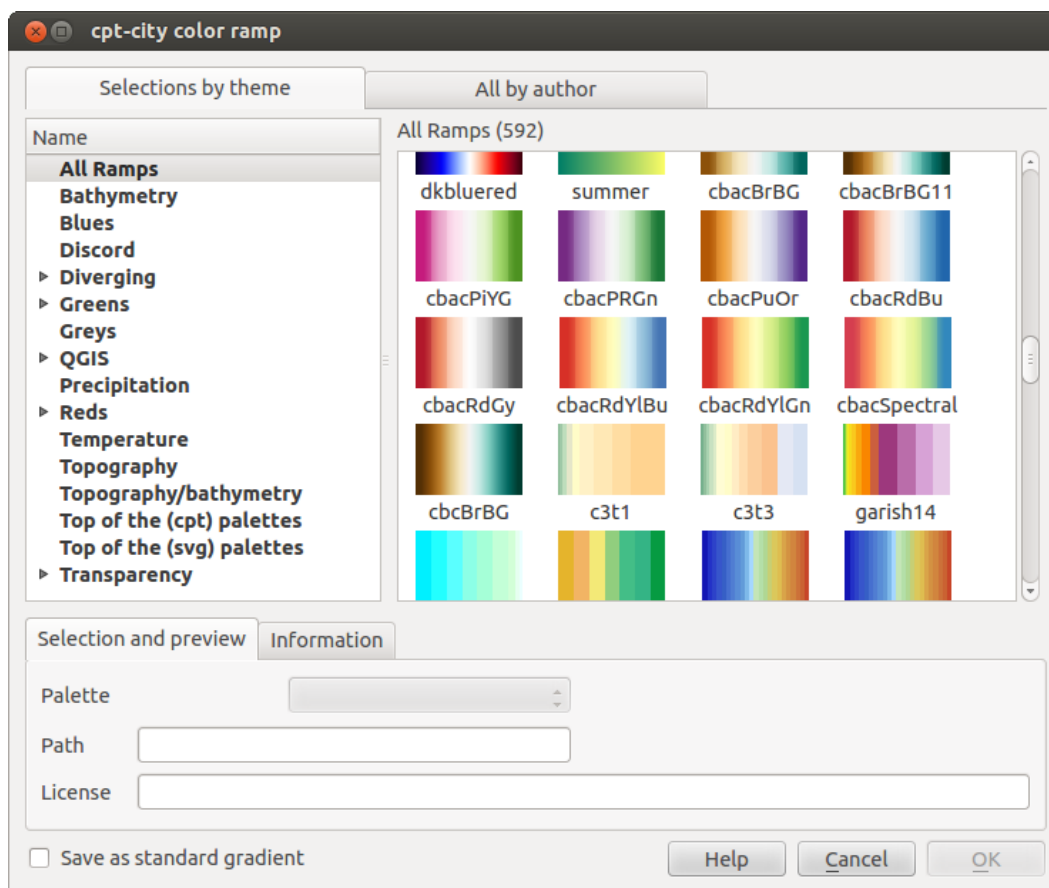 cpt-city color ramp
Selections by theme
All by author
Name
All Ramps
Bathymetry
Blues
Discord
Diverging
Greens
Greys
QGIS
Precipitation
Reds
Temperature
Topography
Topography/bathymetry
Top of the (cpt) palettes
Top of the (svg) palettes
Transparency
All Ramps (592)
dkbluered summer cbacBrBG cbacBrBG11
cbacPiYG cbacPRGn cbacPuOr cbacRdBu
cbacRdGy cbacRdYlBu cbacRdYlGn cbacSpectral
cbcBrBG c3t1 c3t3 garish14
Selection and preview
Information
Palette
Path
License
Save as standard gradient
Help Cancel OK